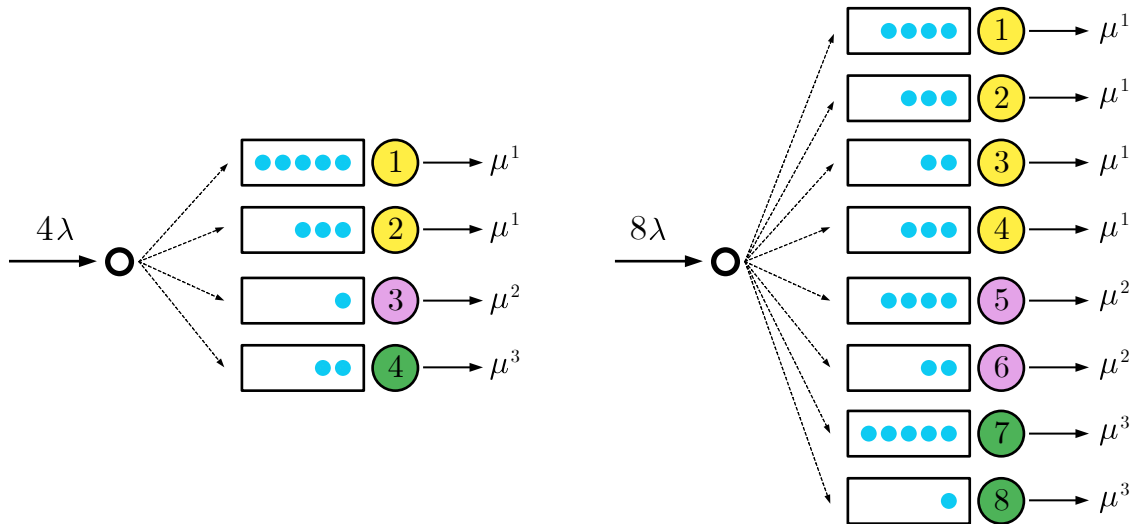 4λ
1 μ¹
2 μ¹
3 μ²
4 μ³
8λ
1 μ¹
2 μ¹
3 μ¹
4 μ¹
5 μ²
6 μ²
7 μ³
8 μ³